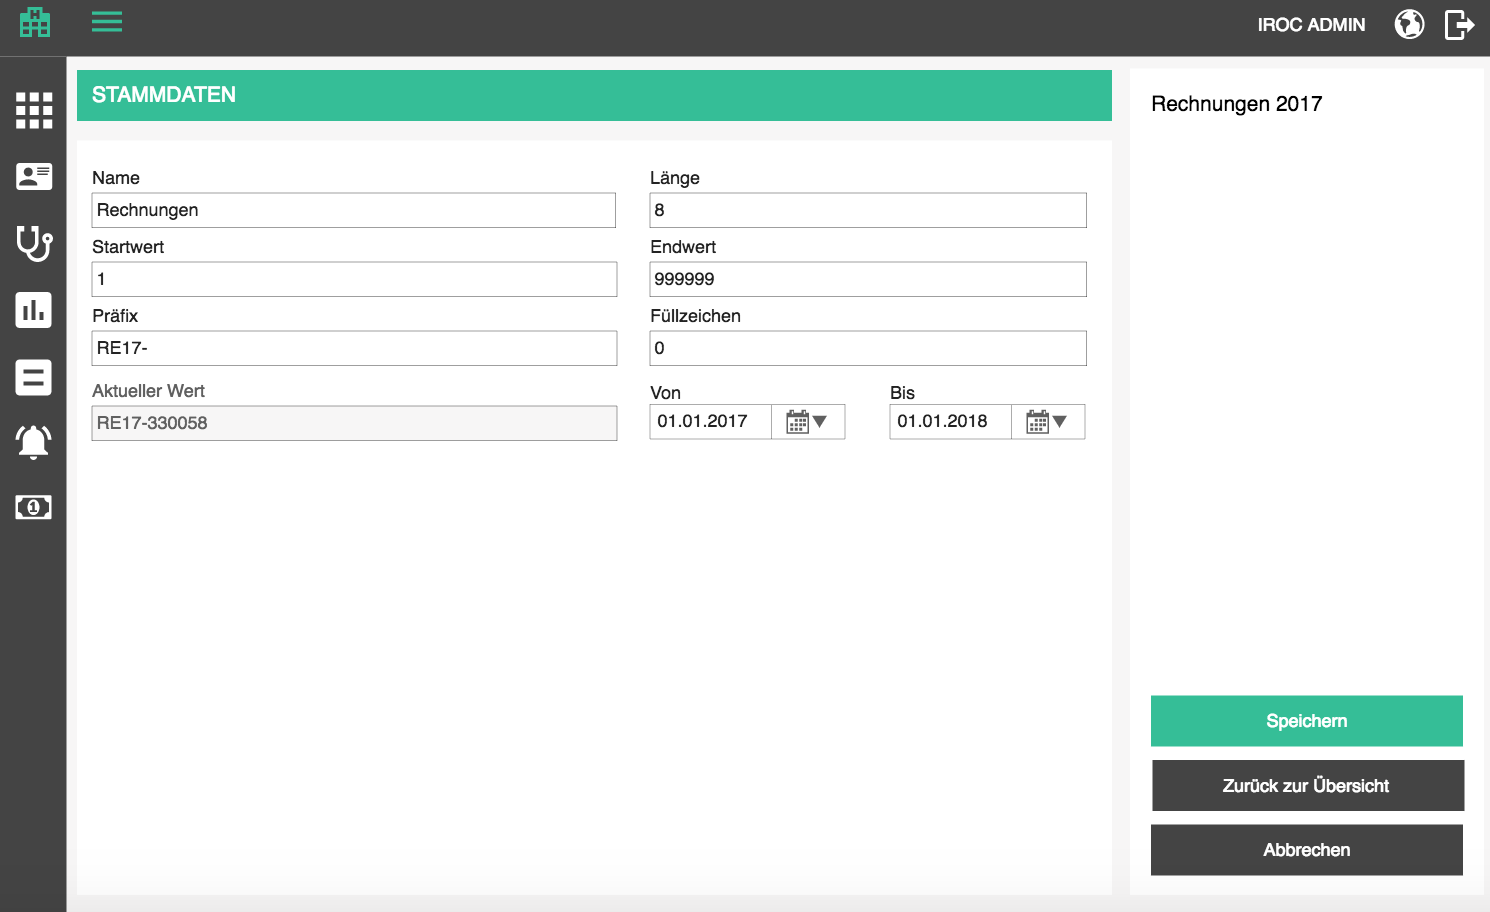 IROC ADMIN
STAMMDATEN
Name
Rechnungen
Länge
8
Startwert
1
Endwert
999999
Präfix
RE17-
Füllzeichen
0
Aktueller Wert
RE17-330058
Von
01.01.2017
Bis
01.01.2018
Rechnungen 2017
Speichern
Zurück zur Übersicht
Abbrechen